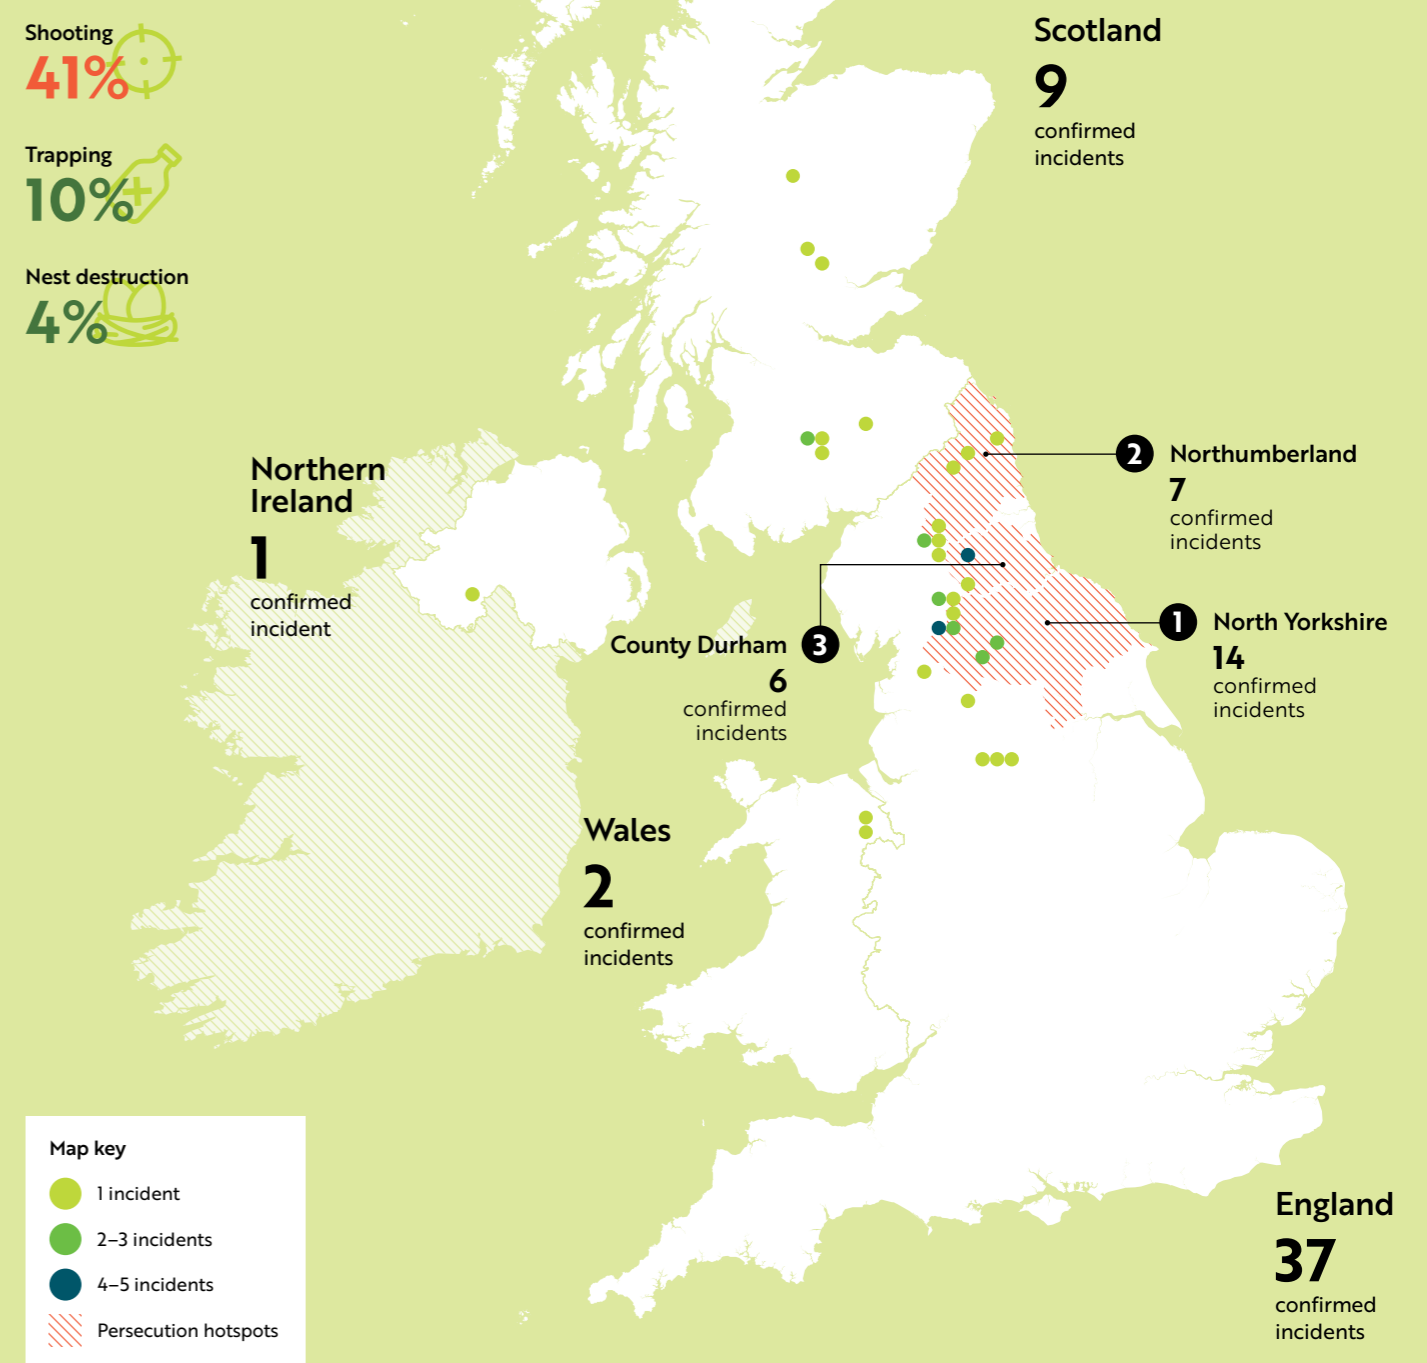 Shooting
41%
Trapping
10%
Nest destruction
4%
Scotland
9
confirmed
incidents
2 Northumberland
7
confirmed
incidents
Northern
Ireland
1
confirmed
incident
County Durham 3
6
confirmed
incidents
1 North Yorkshire
14
confirmed
incidents
Wales
2
confirmed
incidents
Map key
1 incident
2–3 incidents
4–5 incidents
Persecution hotspots
England
37
confirmed
incidents